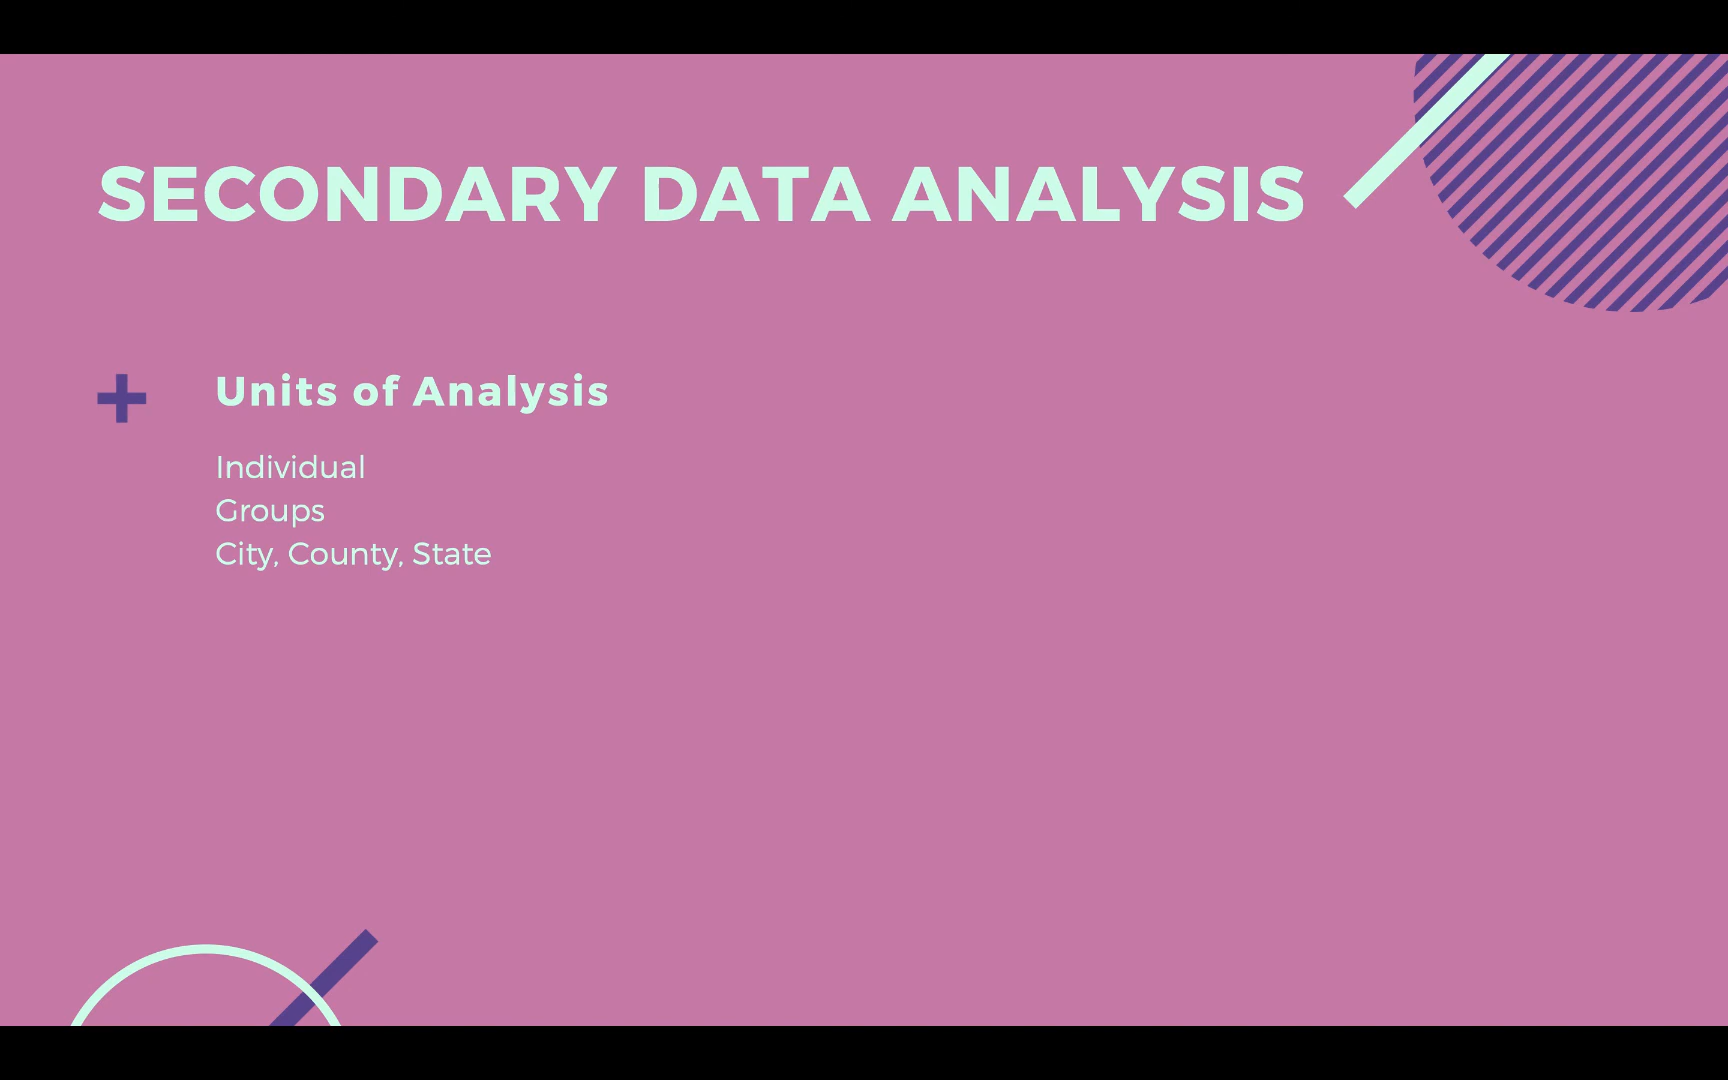 SECONDARY DATA ANALYSIS
Units of Analysis
Individual
Groups
City, County, State